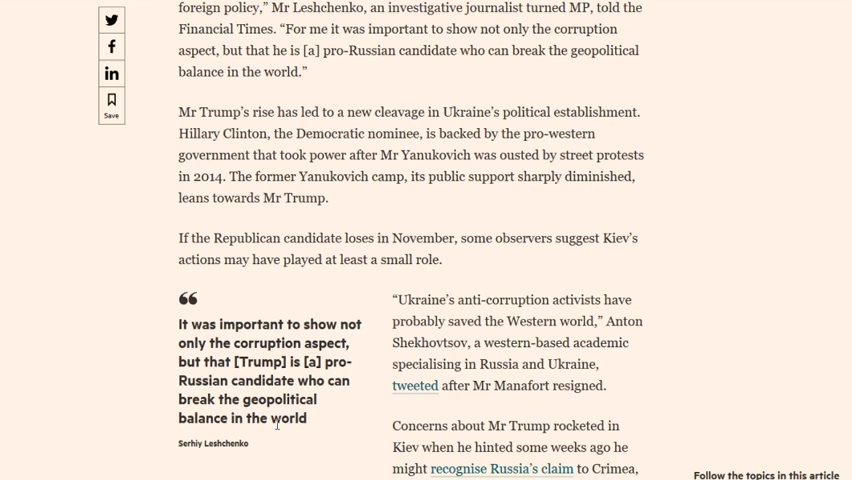 foreign policy,” Mr Leshchenko, an investigative journalist turned MP, told the
Financial Times. “For me it was important to show not only the corruption
aspect, but that he is [a] pro-Russian candidate who can break the geopolitical
balance in the world.”
Save
Mr Trump’s rise has led to a new cleavage in Ukraine’s political establishment.
Hillary Clinton, the Democratic nominee, is backed by the pro-western
government that took power after Mr Yanukovich was ousted by street protests
in 2014. The former Yanukovich camp, its public support sharply diminished,
leans towards Mr Trump.
If the Republican candidate loses in November, some observers suggest Kiev’s
actions may have played at least a small role.
“
It was important to show not
only the corruption aspect,
but that [Trump] is [a] pro-
Russian candidate who can
break the geopolitical
balance in the world
Serhiy Leshchenko
“Ukraine’s anti-corruption activists have
probably saved the Western world,” Anton
Shekhovtsov, a western-based academic
specialising in Russia and Ukraine,
tweeted after Mr Manafort resigned.
Concerns about Mr Trump rocketed in
Kiev when he hinted some weeks ago he
might recognise Russia’s claim to Crimea,
Follow the topics in this article